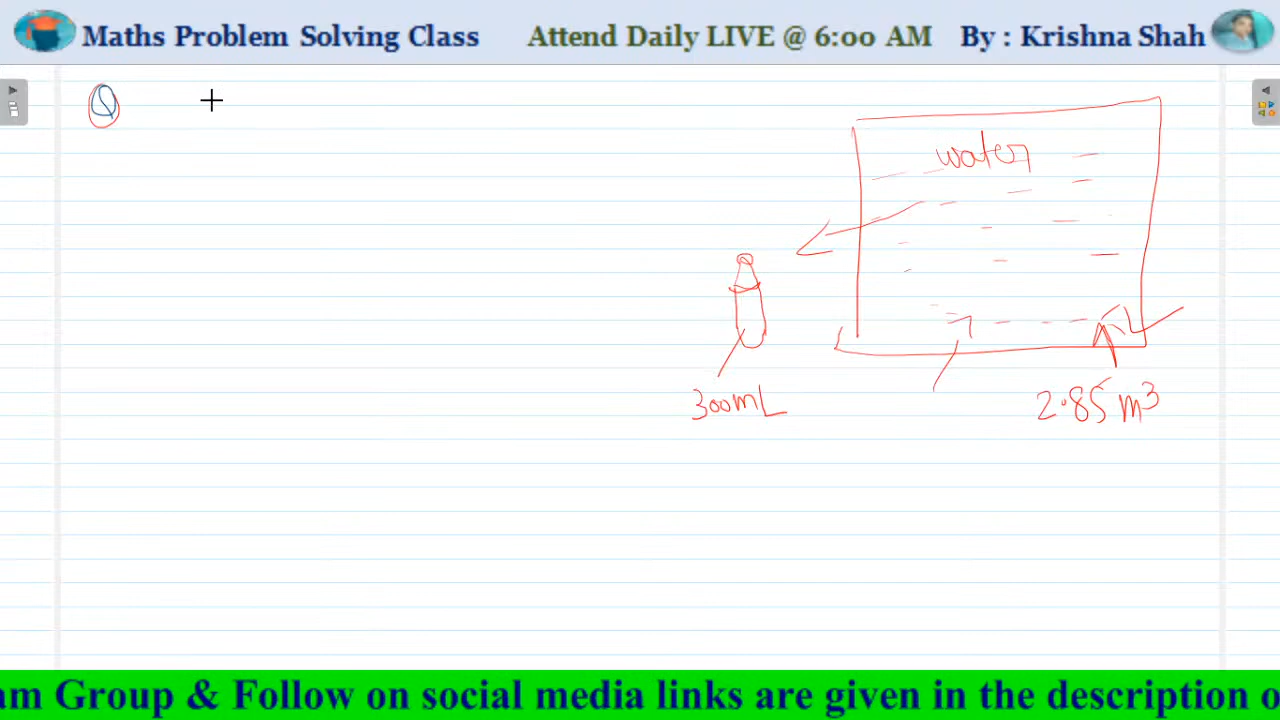 Maths Problem Solving Class Attend Daily LIVE @ 6:00 AM By : Krishna Shah
Q
water
300mL
2.85 m³
am Group & Follow on social media links are given in the description o